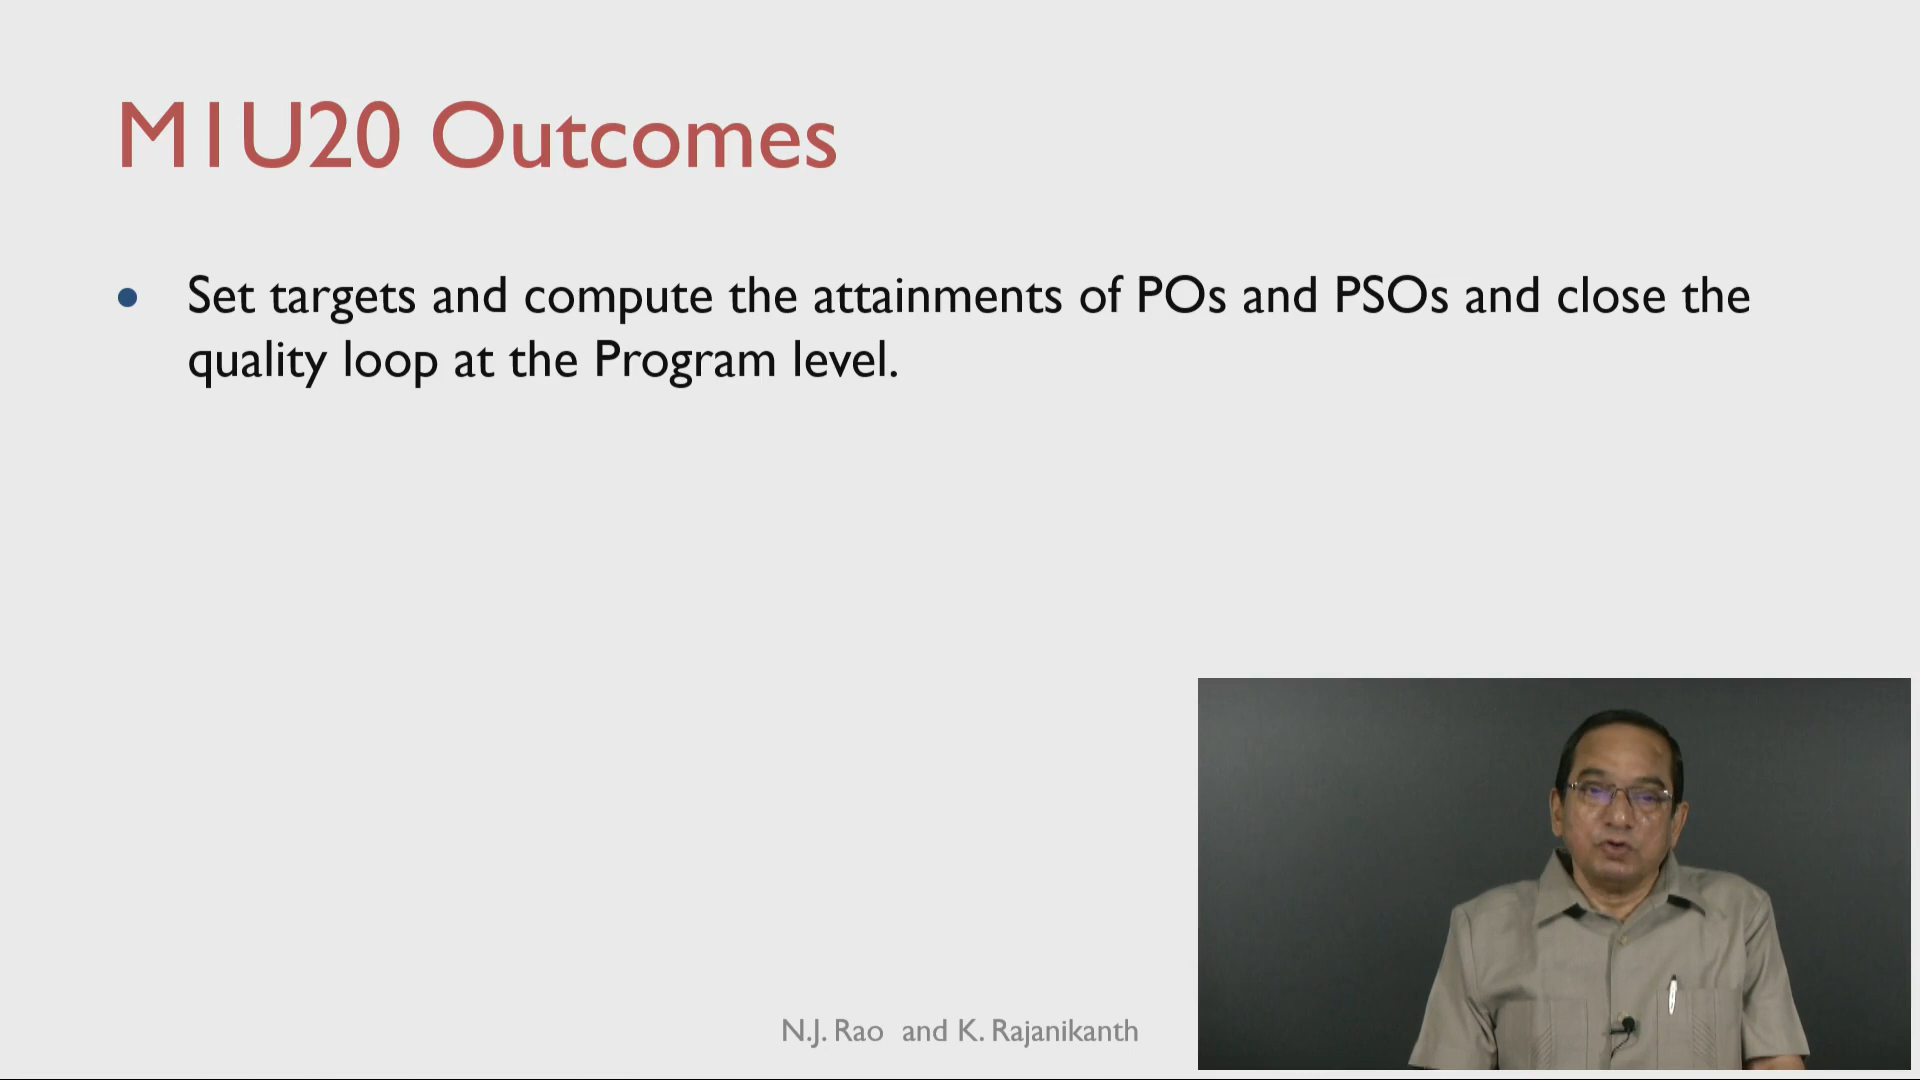 M1U20 Outcomes
• Set targets and compute the attainments of POs and PSOs and close the
quality loop at the Program level.
N.J. Rao and K. Rajanikanth